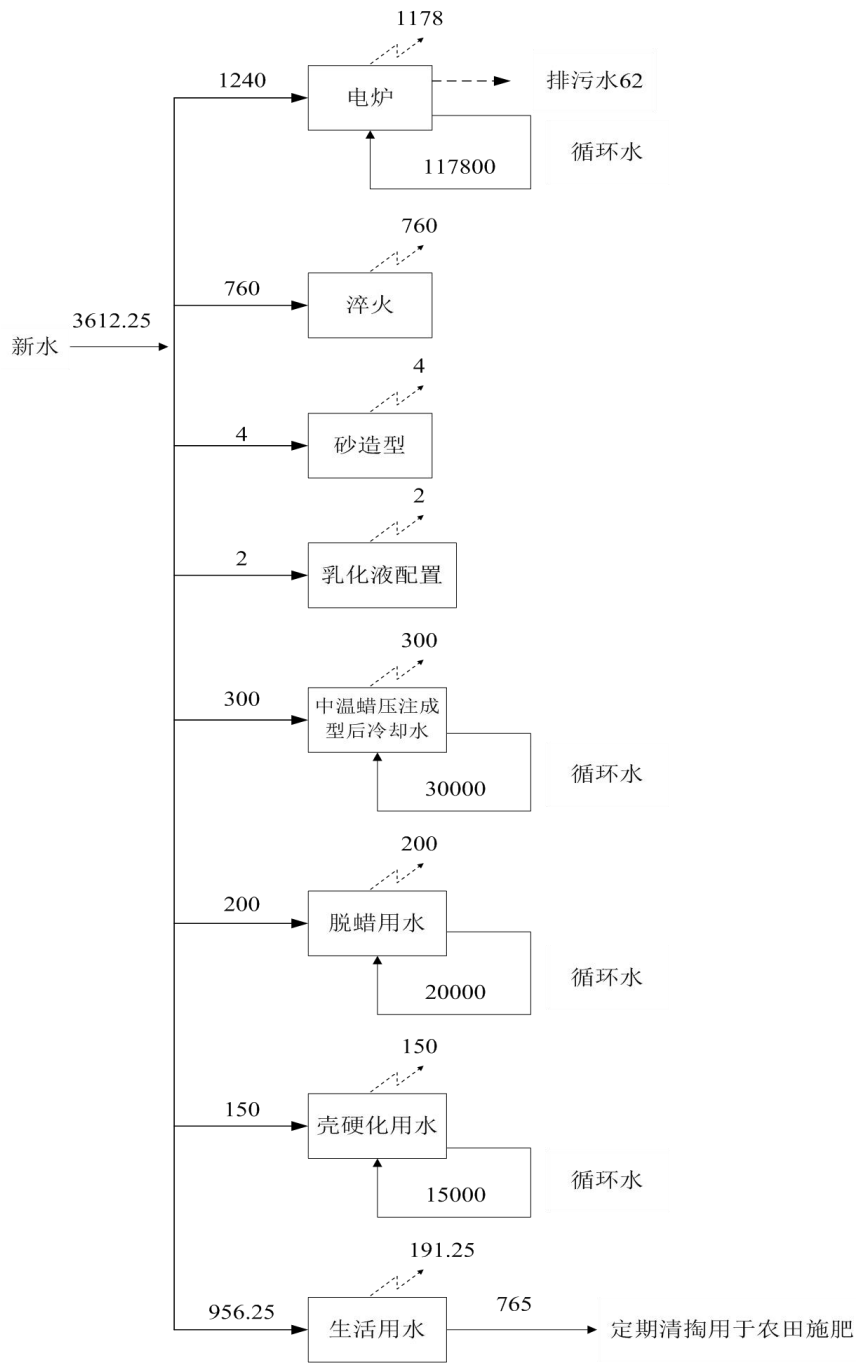 1178
1240
电炉
排污水62
循环水
117800
760
760
淬火
3612.25
新水
4
4
砂造型
2
2
乳化液配置
300
300
中温蜡压注成
型后冷却水
30000
循环水
200
200
脱蜡用水
20000
循环水
150
150
壳硬化用水
15000
循环水
191.25
956.25
生活用水
765
定期清掏用于农田施肥